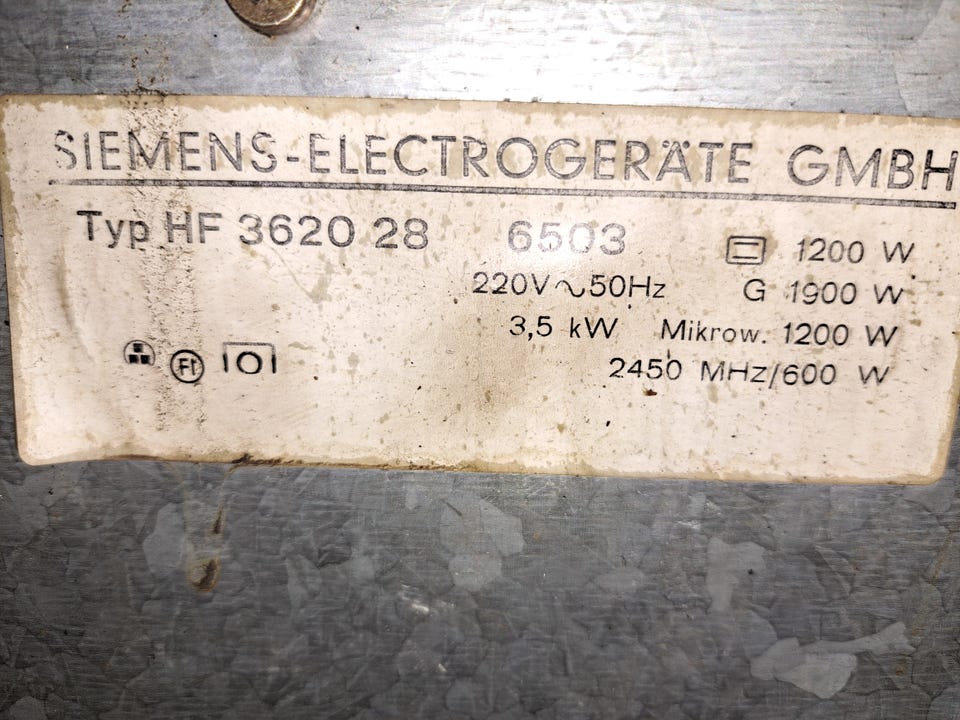 SIEMENS-ELECTROGERÄTE GMBH
Typ HF 3620 28 6503 1200 W
220V~50Hz G 1900 W
3,5 kW Mikrow. 1200 W
2450 MHz/600 W